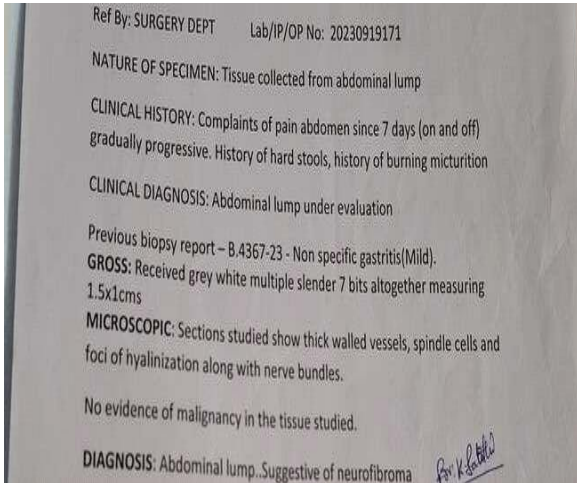 Ref By: SURGERY DEPT Lab/IP/OP No: 20230919171
NATURE OF SPECIMEN: Tissue collected from abdominal lump
CLINICAL HISTORY: Complaints of pain abdomen since 7 days (on and off)
gradually progressive. History of hard stools, history of burning micturition
CLINICAL DIAGNOSIS: Abdominal lump under evaluation
Previous biopsy report – B.4367-23 - Non specific gastritis(Mild).
GROSS: Received grey white multiple slender 7 bits altogether measuring
1.5x1cms
MICROSCOPIC: Sections studied show thick walled vessels, spindle cells and
foci of hyalinization along with nerve bundles.
No evidence of malignancy in the tissue studied.
DIAGNOSIS: Abdominal lump..Suggestive of neurofibroma